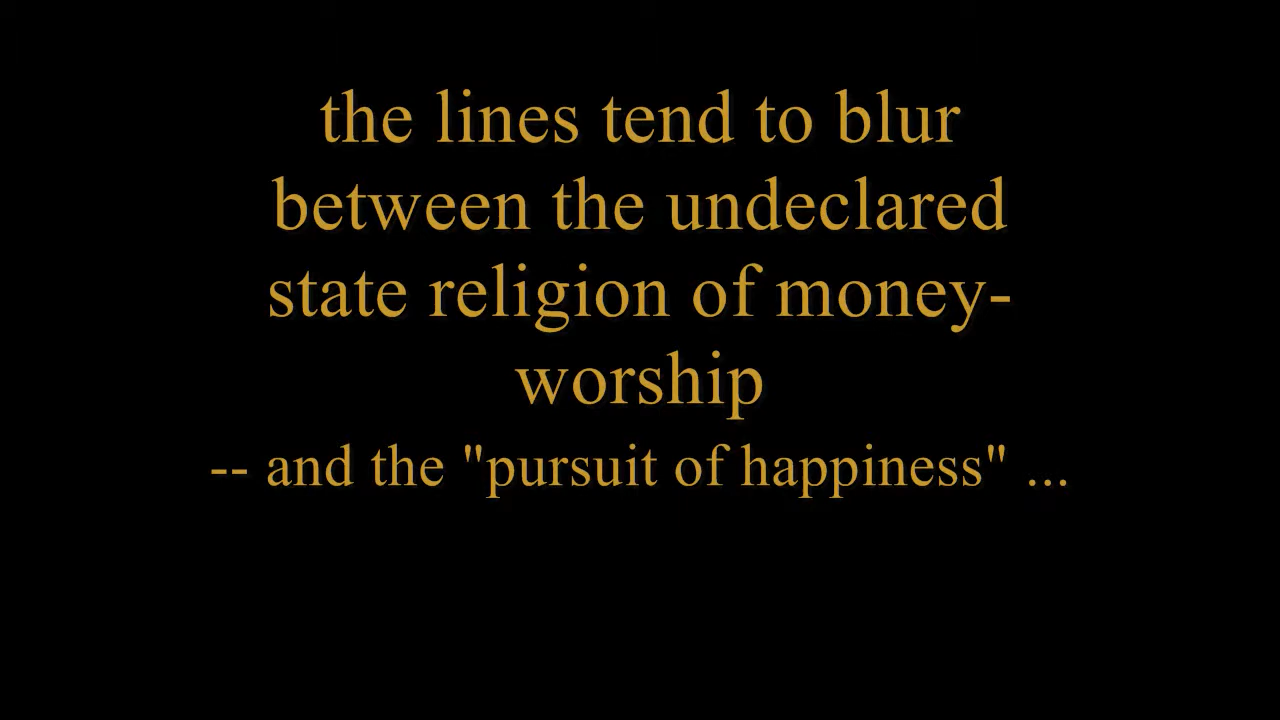 the lines tend to blur
between the undeclared
state religion of money-
worship
-- and the "pursuit of happiness" ...